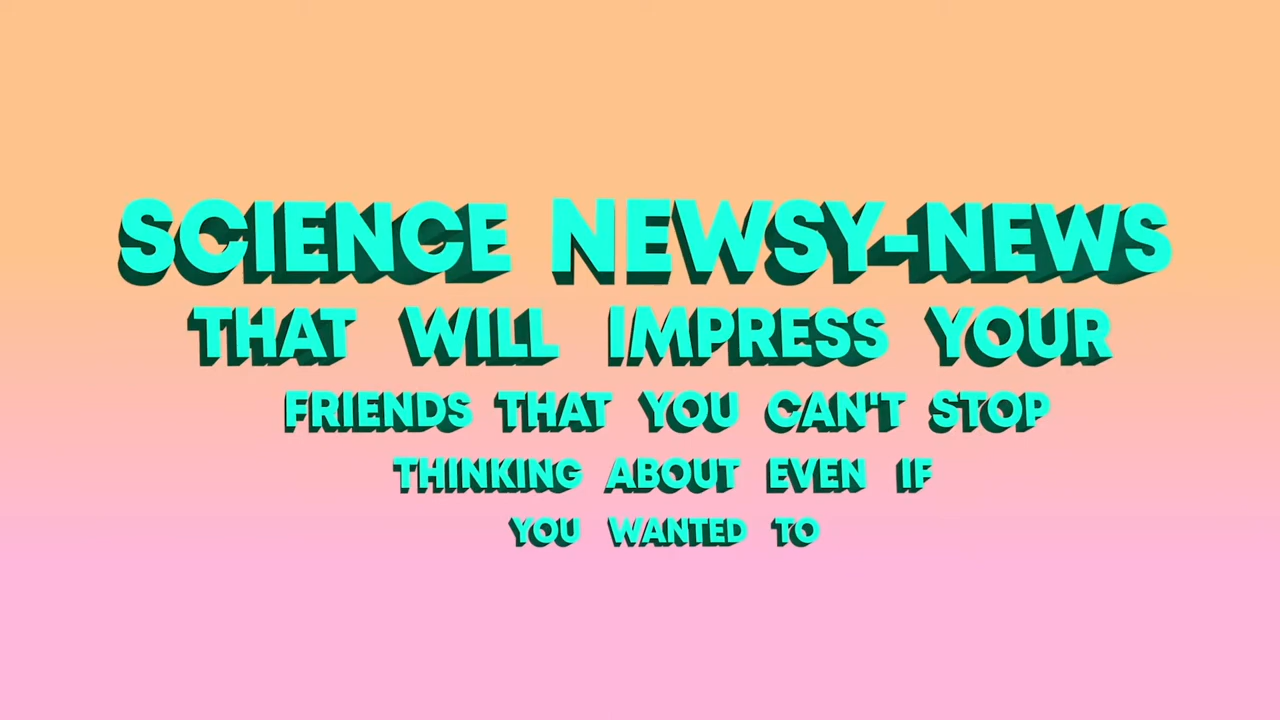 SCIENCE NEWSY-NEWS
THAT WILL IMPRESS YOUR
FRIENDS THAT YOU CAN'T STOP
THINKING ABOUT EVEN IF
YOU WANTED TO